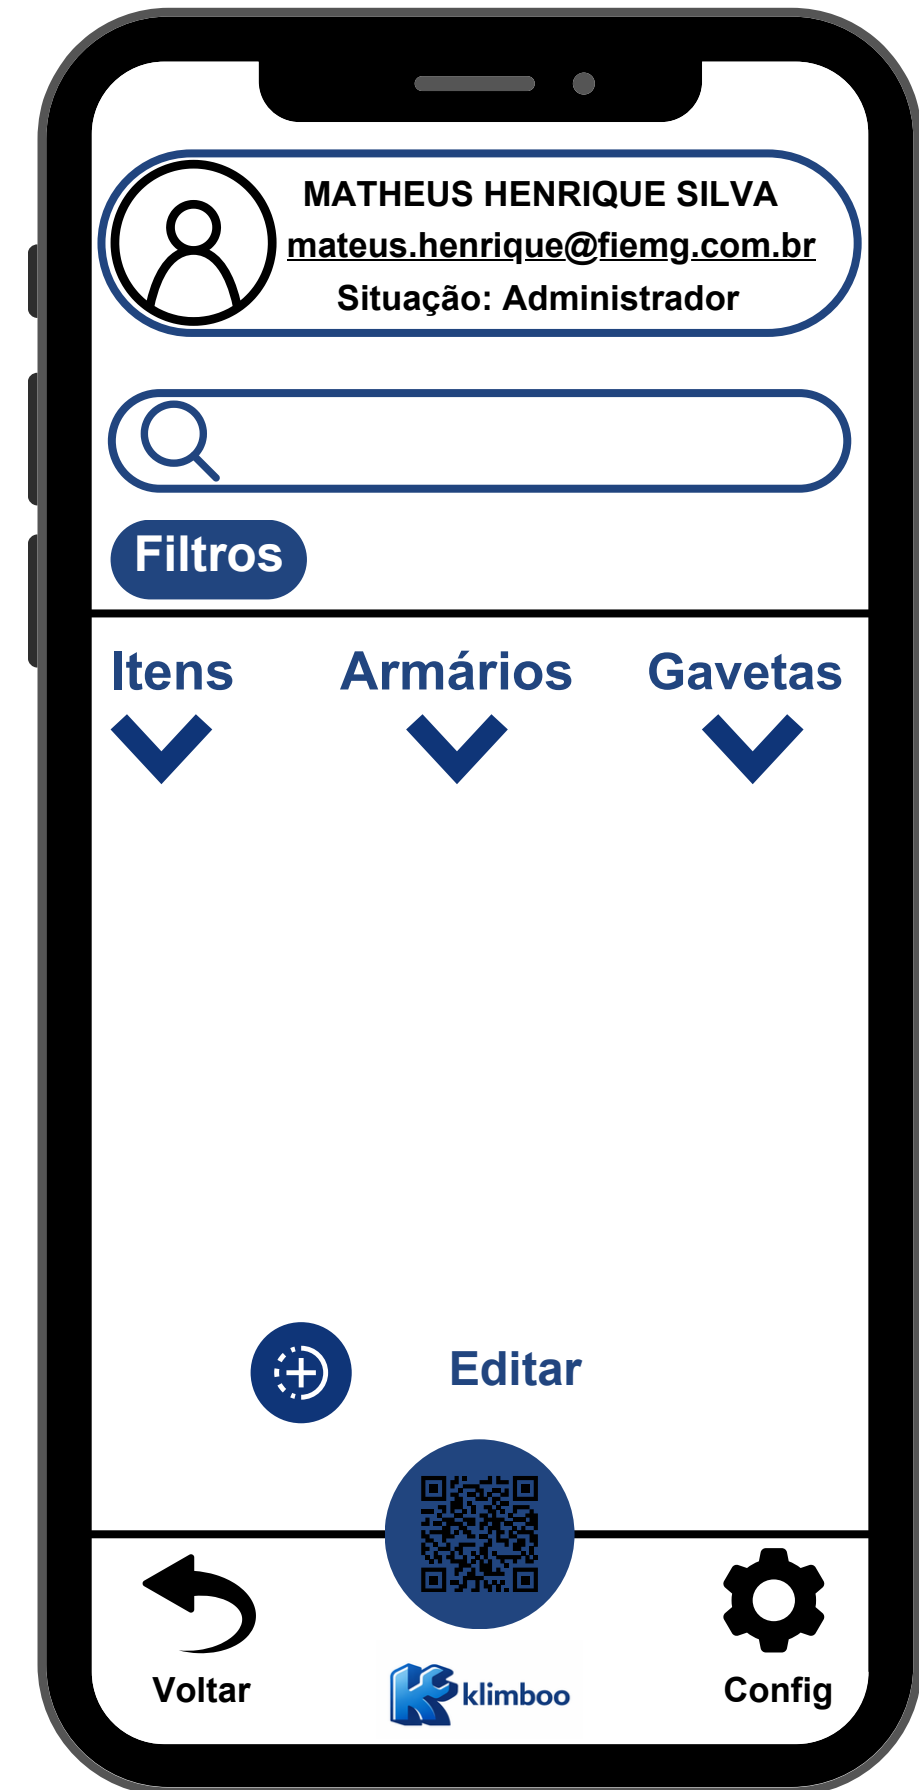 MATHEUS HENRIQUE SILVA
mateus.henrique@fiemg.com.br
Situação: Administrador
Filtros
Itens Armários Gavetas
Editar
Voltar klimboo Config